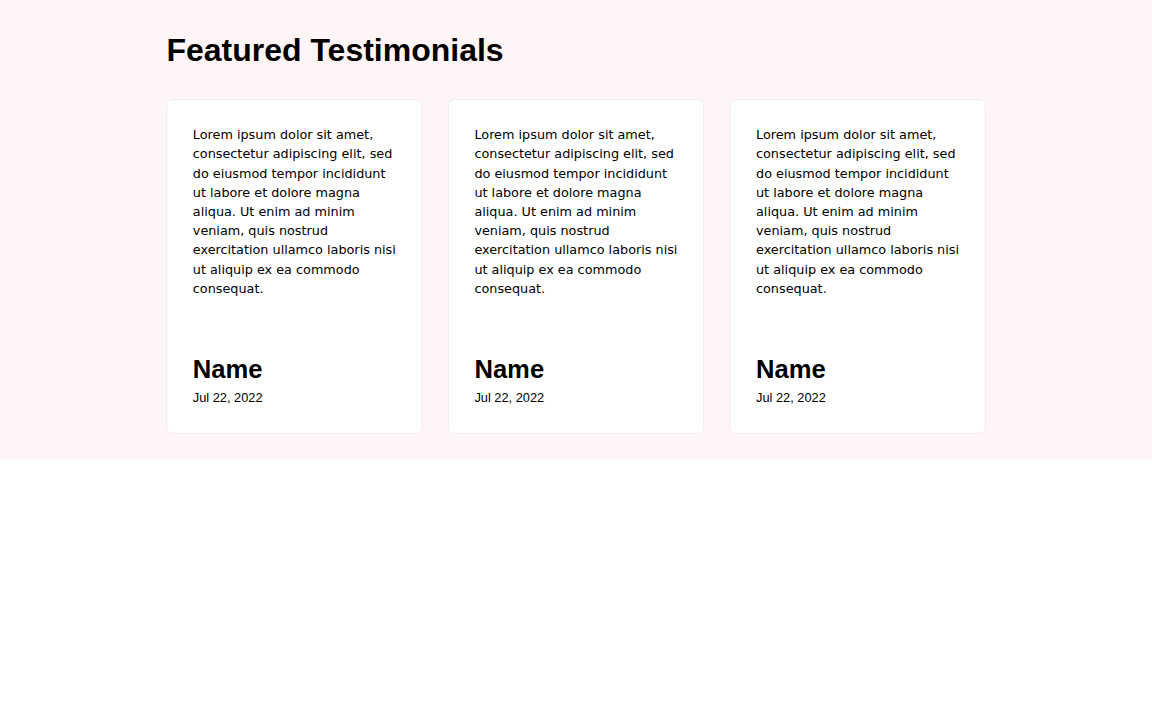 Featured Testimonials
Lorem ipsum dolor sit amet,
consectetur adipiscing elit, sed
do eiusmod tempor incididunt
ut labore et dolore magna
aliqua. Ut enim ad minim
veniam, quis nostrud
exercitation ullamco laboris nisi
ut aliquip ex ea commodo
consequat.
Name
Jul 22, 2022
Lorem ipsum dolor sit amet,
consectetur adipiscing elit, sed
do eiusmod tempor incididunt
ut labore et dolore magna
aliqua. Ut enim ad minim
veniam, quis nostrud
exercitation ullamco laboris nisi
ut aliquip ex ea commodo
consequat.
Name
Jul 22, 2022
Lorem ipsum dolor sit amet,
consectetur adipiscing elit, sed
do eiusmod tempor incididunt
ut labore et dolore magna
aliqua. Ut enim ad minim
veniam, quis nostrud
exercitation ullamco laboris nisi
ut aliquip ex ea commodo
consequat.
Name
Jul 22, 2022